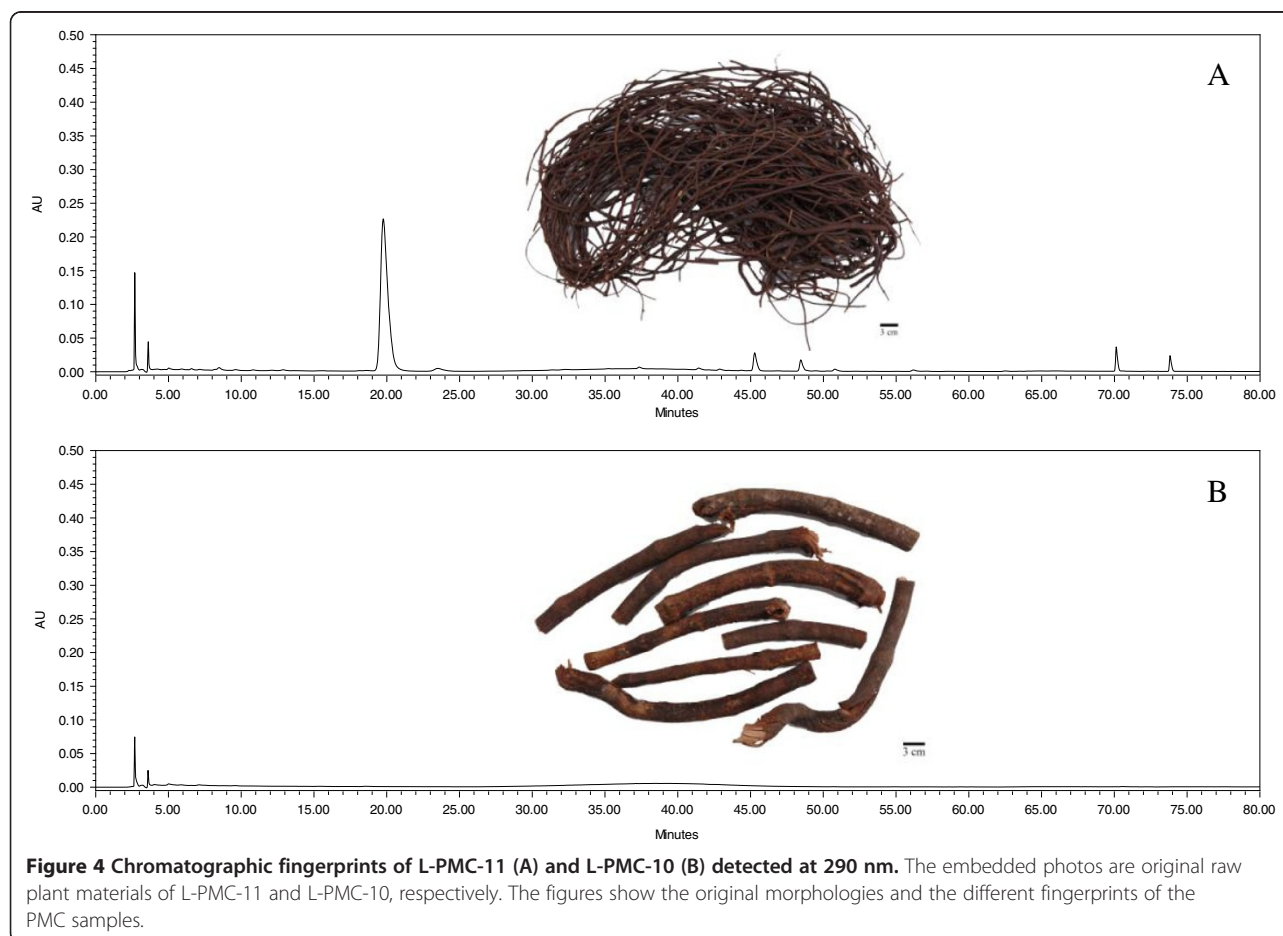 0.50
0.45
0.40
0.35
0.30
0.25
0.20
0.15
0.10
0.05
0.00
AU
A
3 cm
0.00 5.00 10.00 15.00 20.00 25.00 30.00 35.00 40.00 45.00 50.00 55.00 60.00 65.00 70.00 75.00 80.00
Minutes
0.50
0.45
0.40
0.35
0.30
0.25
0.20
0.15
0.10
0.05
0.00
AU
B
3 cm
0.00 5.00 10.00 15.00 20.00 25.00 30.00 35.00 40.00 45.00 50.00 55.00 60.00 65.00 70.00 75.00 80.00
Minutes
Figure 4 Chromatographic fingerprints of L-PMC-11 (A) and L-PMC-10 (B) detected at 290 nm. The embedded photos are original raw
plant materials of L-PMC-11 and L-PMC-10, respectively. The figures show the original morphologies and the different fingerprints of the
PMC samples.